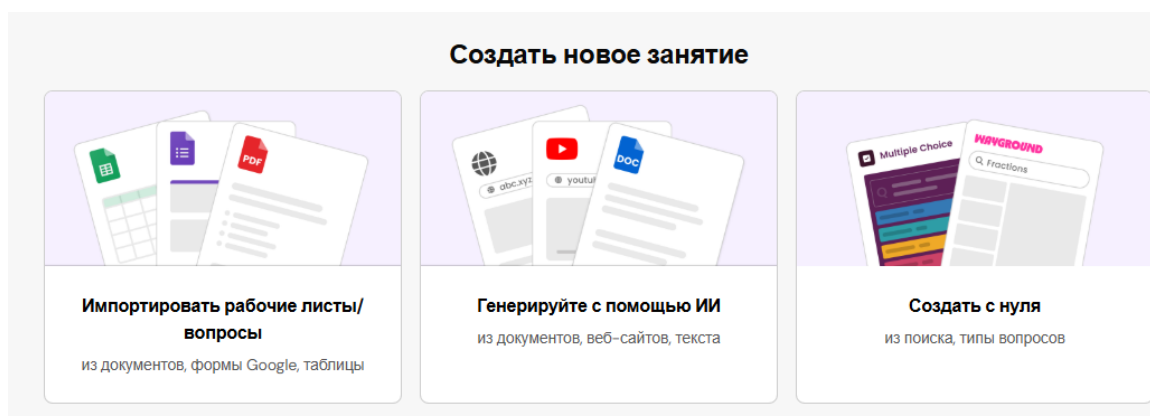 Создать новое занятие
PDF
abc.xyz
youtu
DOC
Multiple Choice
WAYGROUND
Fractions
Импортировать рабочие листы/
вопросы
из документов, формы Google, таблицы
Генерируйте с помощью ИИ
из документов, веб-сайтов, текста
Создать с нуля
из поиска, типы вопросов